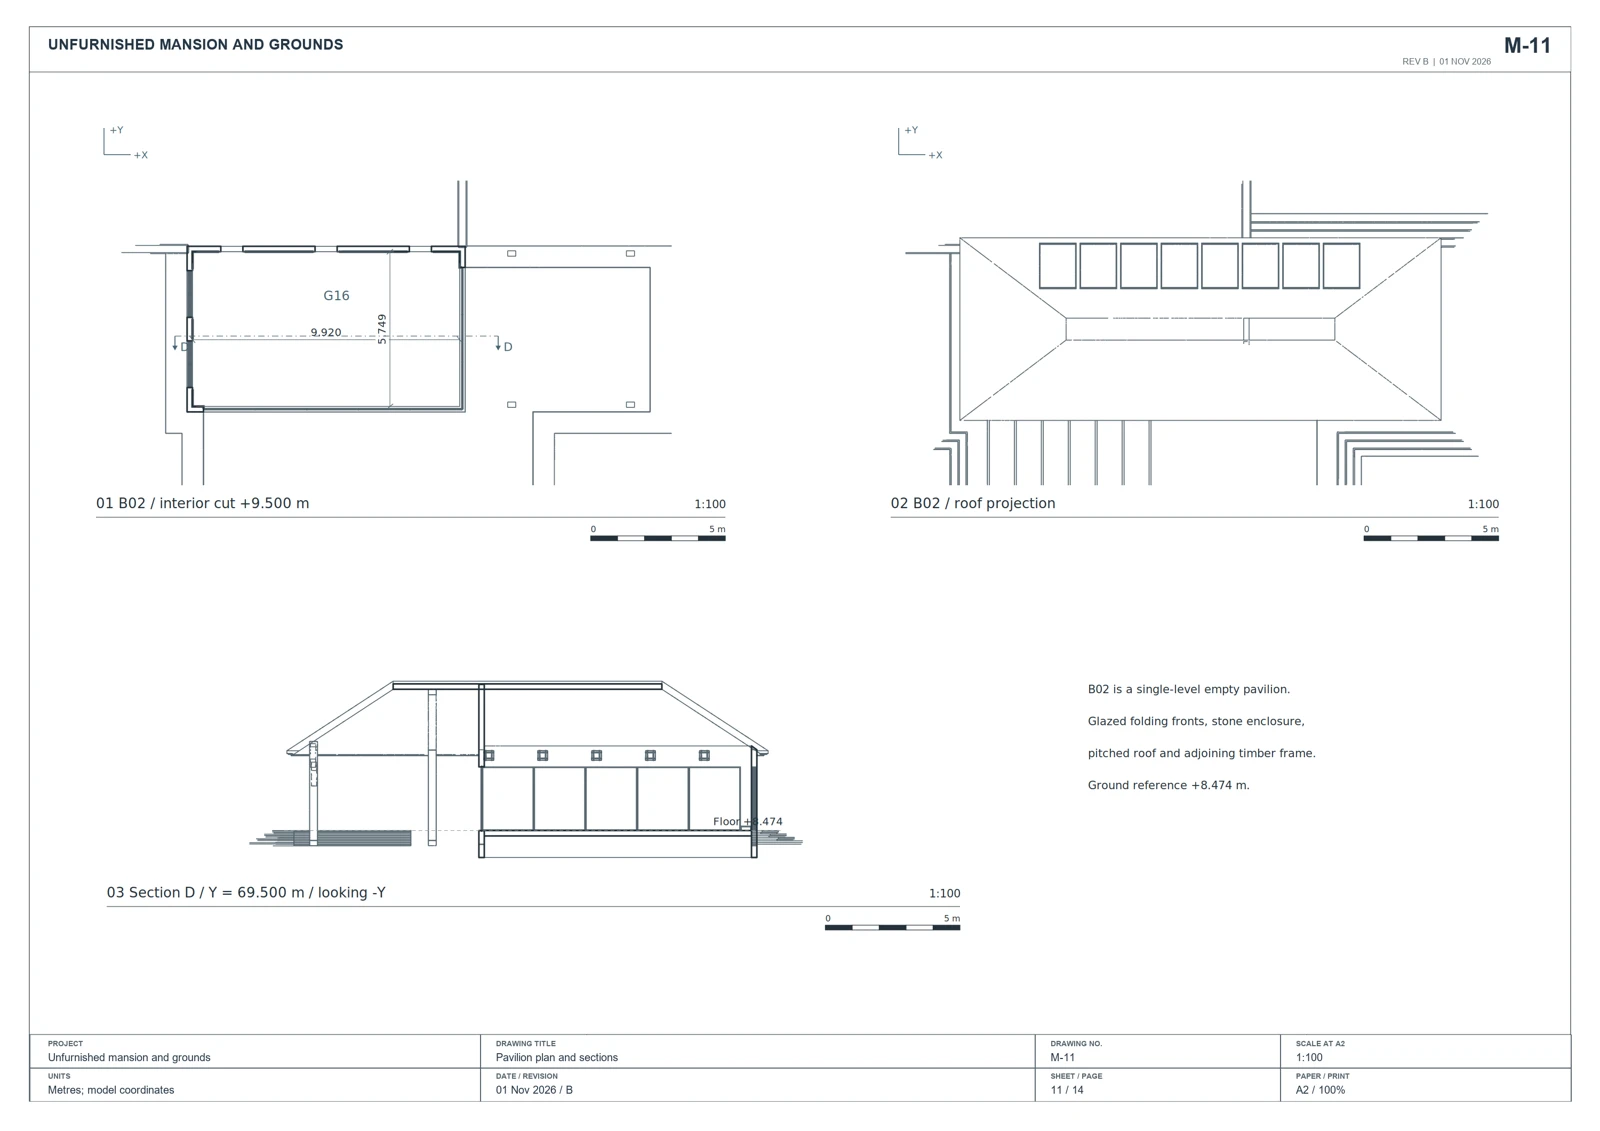 UNFURNISHED MANSION AND GROUNDS
M-11
REV B | 01 NOV 2026
+Y
+X
+Y
+X
G16
9.920
5.749
D
D
01 B02 / interior cut +9.500 m
1:100
0
5 m
02 B02 / roof projection
1:100
0
5 m
B02 is a single-level empty pavilion.
Glazed folding fronts, stone enclosure,
pitched roof and adjoining timber frame.
Ground reference +8.474 m.
Floor +8.474
03 Section D / Y = 69.500 m / looking -Y
1:100
0
5 m
PROJECT
Unfurnished mansion and grounds
DRAWING TITLE
Pavilion plan and sections
DRAWING NO.
M-11
SCALE AT A2
1:100
UNITS
Metres; model coordinates
DATE / REVISION
01 Nov 2026 / B
SHEET / PAGE
11 / 14
PAPER / PRINT
A2 / 100%